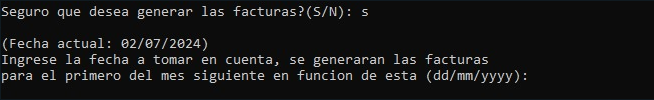 Seguro que desea generar las facturas?(S/N): s
(Fecha actual: 02/07/2024)
Ingrese la fecha a tomar en cuenta, se generaran las facturas
para el primero del mes siguiente en funcion de esta (dd/mm/yyyy):